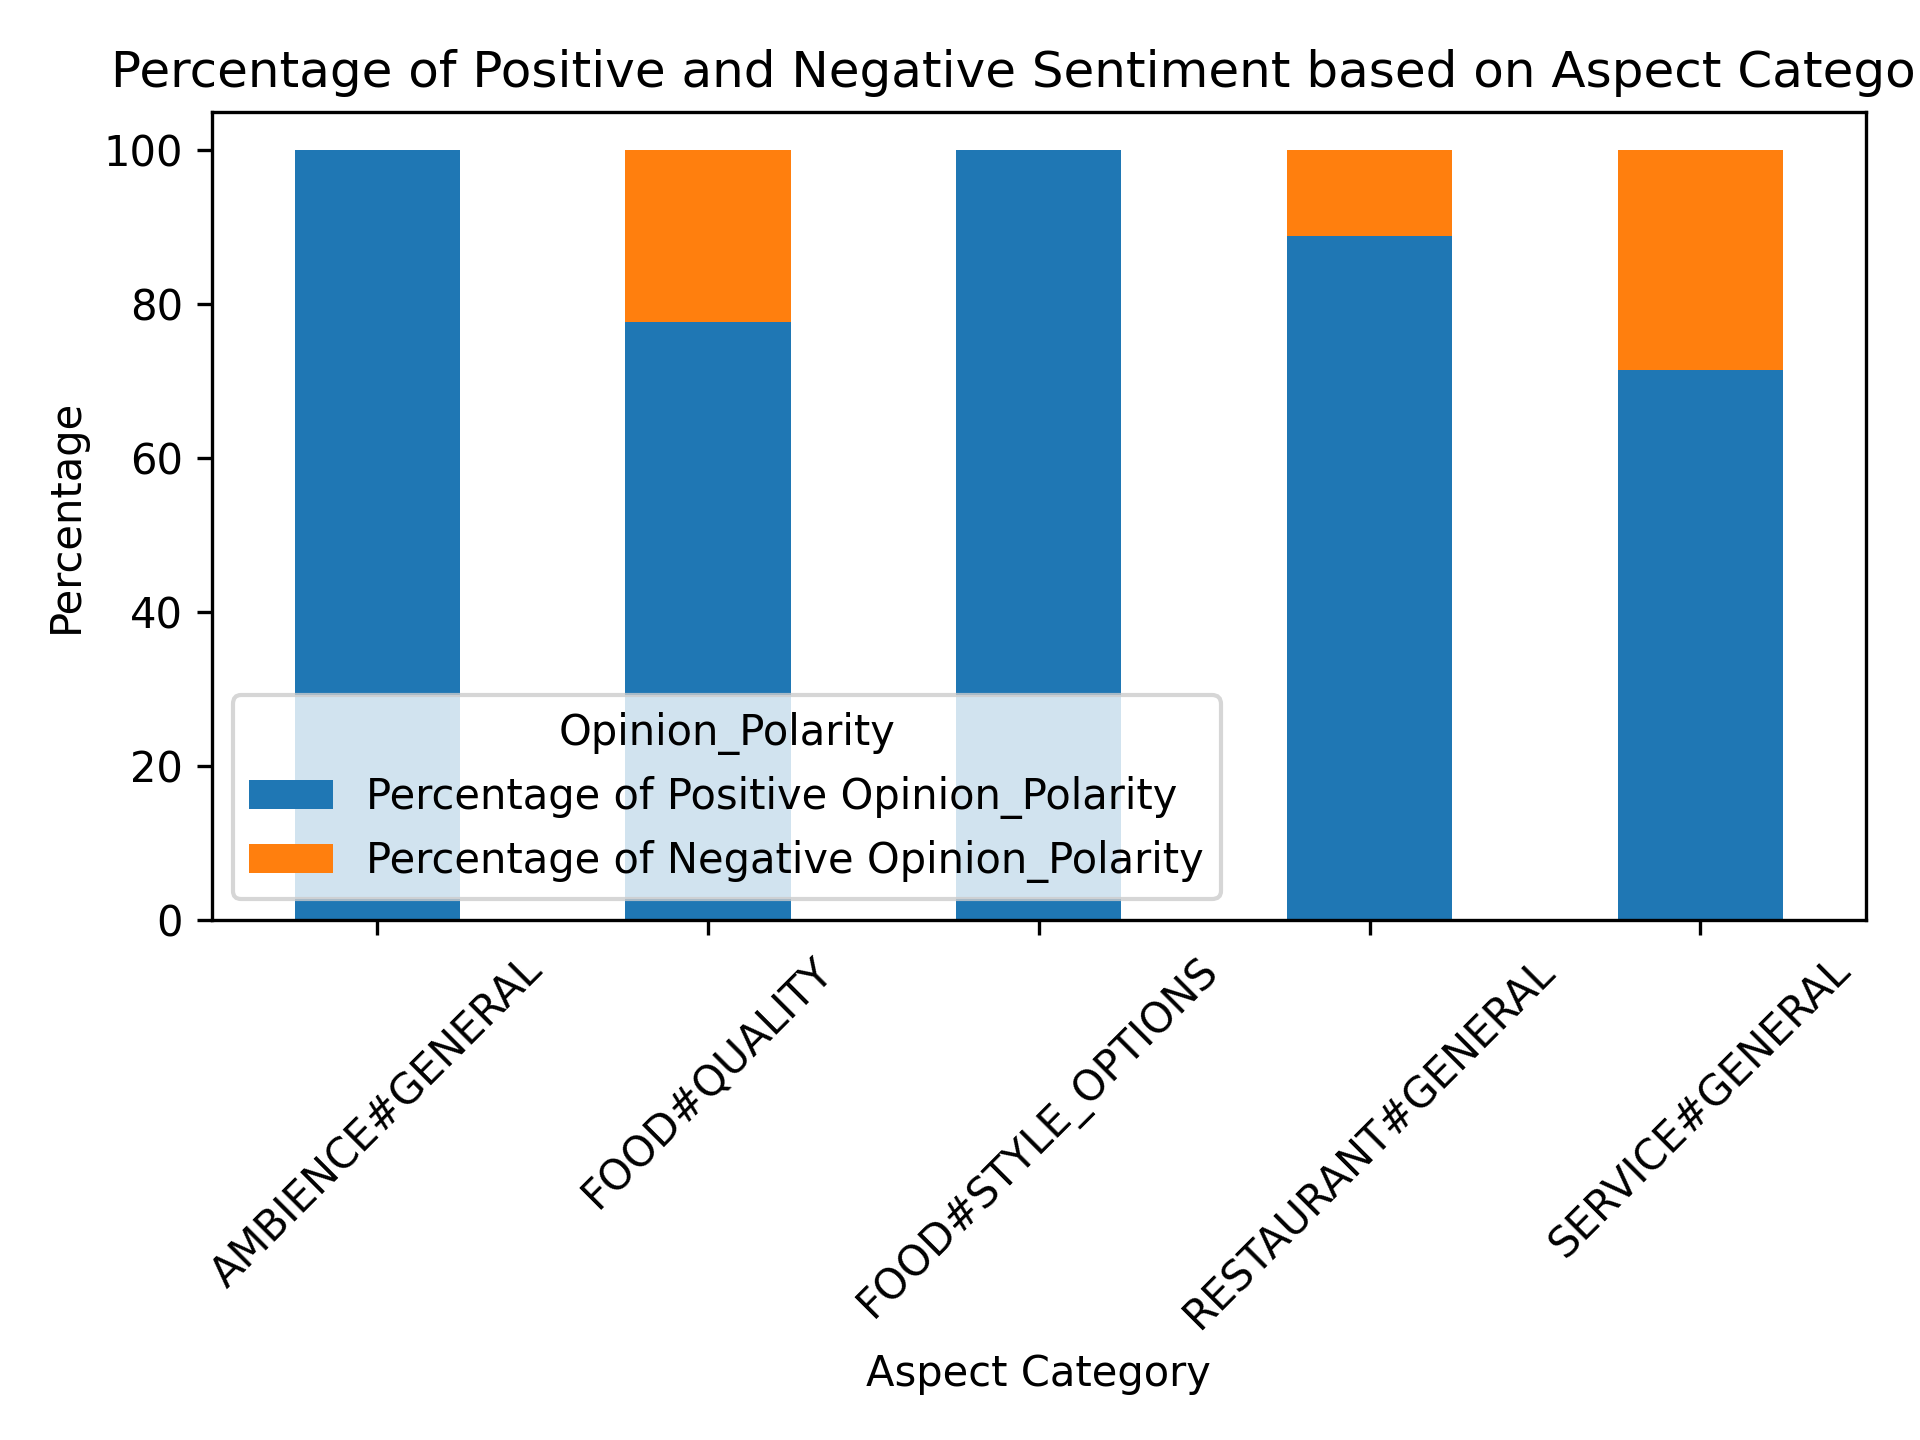 Percentage of Positive and Negative Sentiment based on Aspect Catego
100
80
60
40
20
0
Percentage
Opinion_Polarity
Percentage of Positive Opinion_Polarity
Percentage of Negative Opinion_Polarity
AMBIENCE#GENERAL
FOOD#QUALITY
FOOD#STYLE_OPTIONS
RESTAURANT#GENERAL
SERVICE#GENERAL
Aspect Category